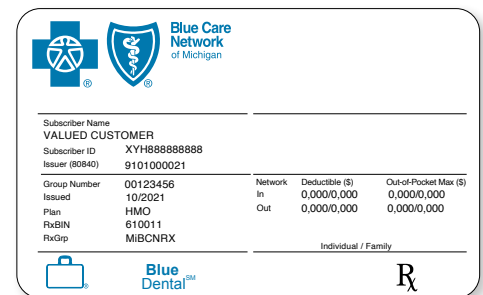 Blue Care
Network
of Michigan
® ®
Subscriber Name
VALUED CUSTOMER
Subscriber ID XYH888888888
Issuer (80840) 9101000021
Group Number 00123456
Issued 10/2021
Plan HMO
RxBIN 610011
RxGrp MiBCNRX
Network Deductible ($) Out-of-Pocket Max ($)
In 0,000/0,000 0,000/0,000
Out 0,000/0,000 0,000/0,000
Individual / Family
®
Blue
Dental℠
Rx